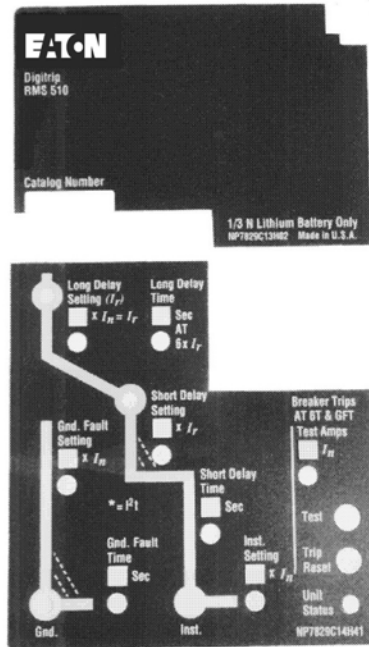 EATON
Digitrip
RMS 510
Catalog Number
1/3 N Lithium Battery Only
NP7829C13H02 Made in U.S.A.
Long Delay
Setting (Ir)
x In = Ir
Long Delay
Time
Sec
AT
6x Ir
Short Delay
Setting
x Ir
Breaker Trips
AT 6T & GFT
Test Amps
In
Gnd. Fault
Setting
x In
Short Delay
Time
Sec
* = I²t
Test
Gnd. Fault
Time
Sec
Inst.
Setting
x In
Trip
Reset
Unit
Status
Gnd.
Inst.
NP7829C14H41